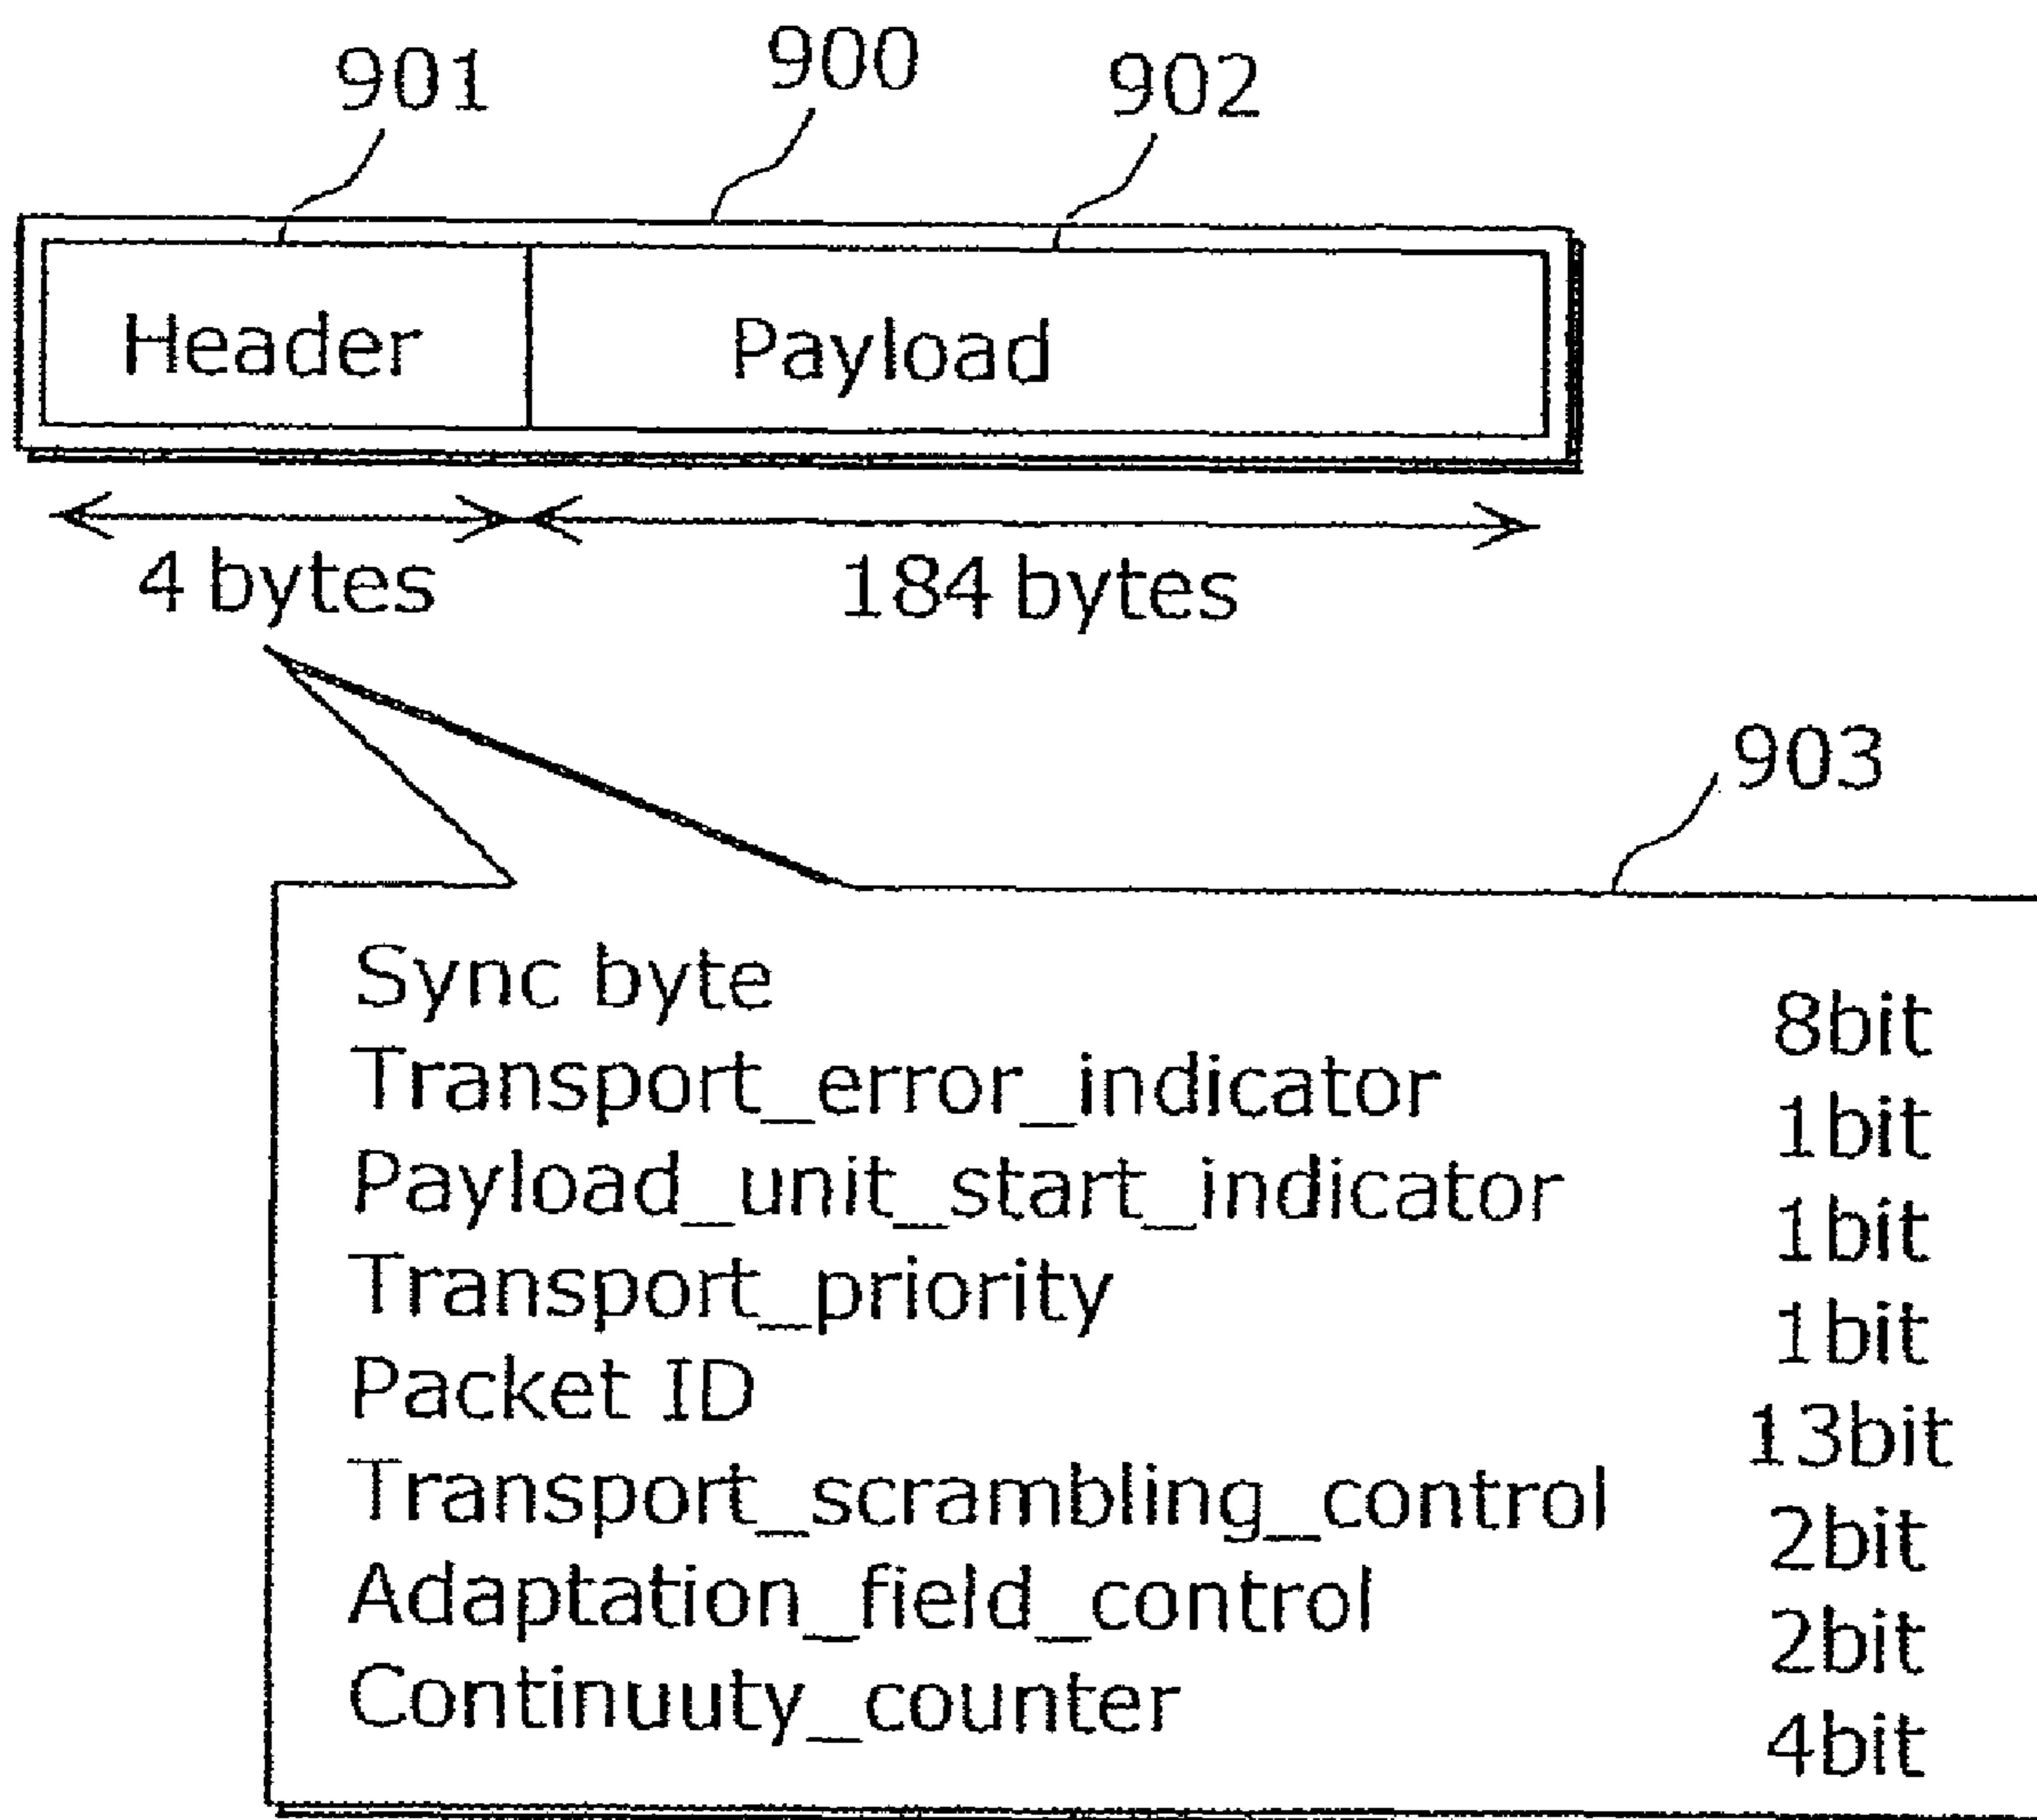 901 900 902
Header Payload
4 bytes 184 bytes
903
Sync byte 8bit
Transport_error_indicator 1bit
Payload_unit_start_indicator 1bit
Transport_priority 1bit
Packet ID 13bit
Transport_scrambling_control 2bit
Adaptation_field_control 2bit
Continuuty_counter 4bit